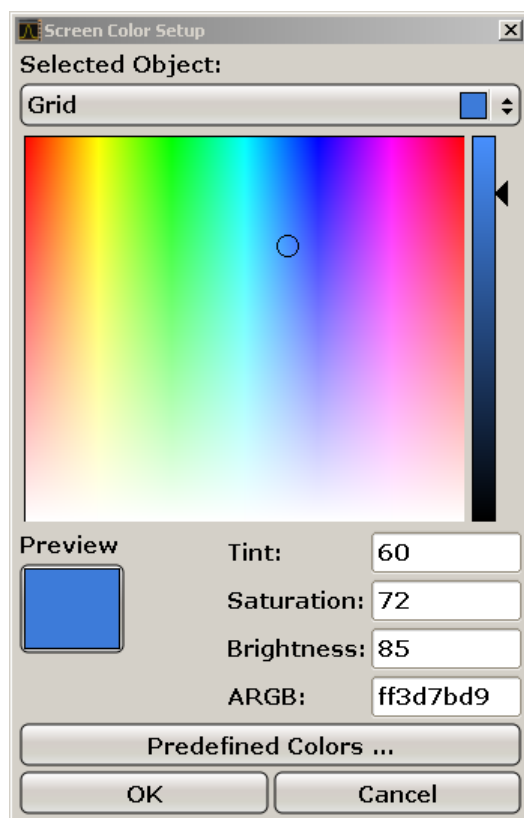 Screen Color Setup
Selected Object:
Grid
Preview
Tint: 60
Saturation: 72
Brightness: 85
ARGB: ff3d7bd9
Predefined Colors ...
OK Cancel